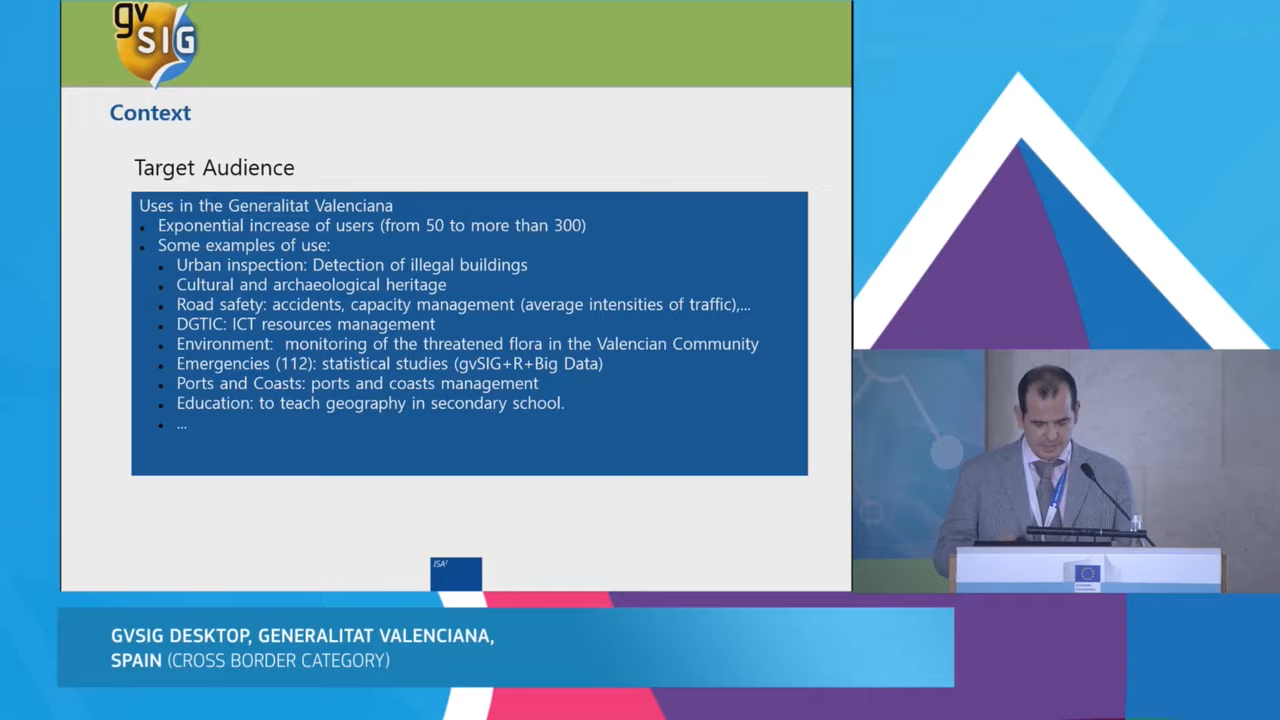 gv
SIG
Context
Target Audience
Uses in the Generalitat Valenciana
Exponential increase of users (from 50 to more than 300)
Some examples of use:
Urban inspection: Detection of illegal buildings
Cultural and archaeological heritage
Road safety: accidents, capacity management (average intensities of traffic),...
DGTIC: ICT resources management
Environment: monitoring of the threatened flora in the Valencian Community
Emergencies (112): statistical studies (gvSIG+R+Big Data)
Ports and Coasts: ports and coasts management
Education: to teach geography in secondary school.
...
ISA²
GVSIG DESKTOP, GENERALITAT VALENCIANA,
SPAIN (CROSS BORDER CATEGORY)